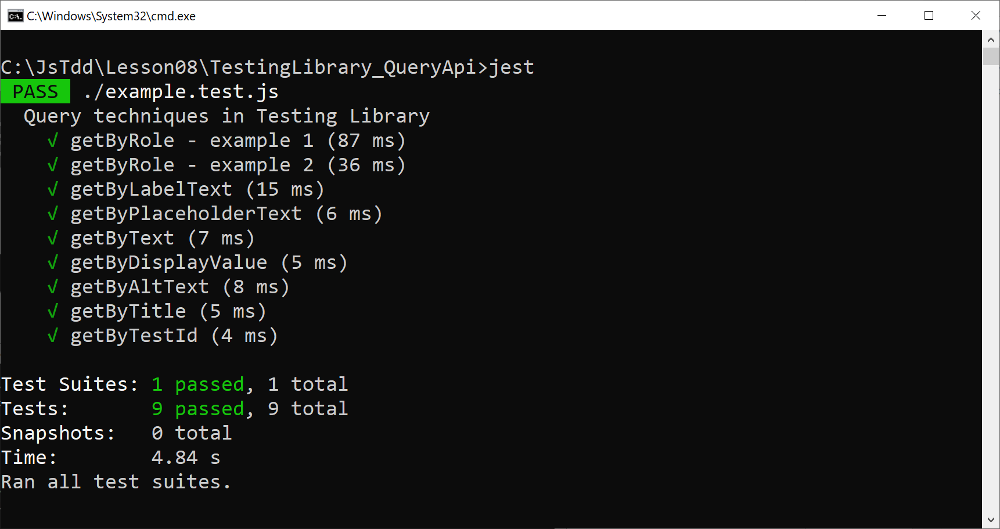 C:\Windows\System32\cmd.exe
C:\JsTdd\Lesson08\TestingLibrary_QueryApi>jest
PASS ./example.test.js
Query techniques in Testing Library
√ getByRole - example 1 (87 ms)
√ getByRole - example 2 (36 ms)
√ getByLabelText (15 ms)
√ getByPlaceholderText (6 ms)
√ getByText (7 ms)
√ getByDisplayValue (5 ms)
√ getByAltText (8 ms)
√ getByTitle (5 ms)
√ getByTestId (4 ms)
Test Suites: 1 passed, 1 total
Tests: 9 passed, 9 total
Snapshots: 0 total
Time: 4.84 s
Ran all test suites.